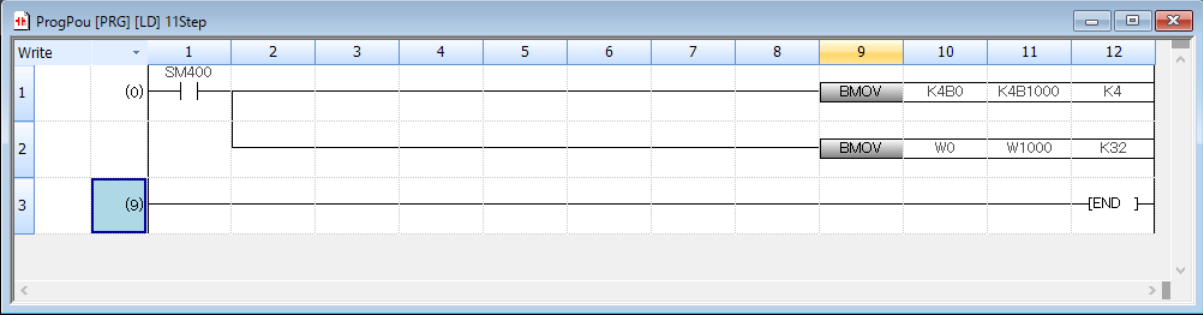 ProgPou [PRG] [LD] 11Step
Write 1 2 3 4 5 6 7 8 9 10 11 12
SM400
1 (0) BMOV K4B0 K4B1000 K4
2 BMOV W0 W1000 K32
3 (9) [END ]